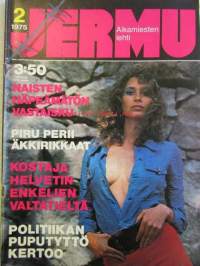 2
1975
JERMU
Aikamiesten
lehti
3:50
NAISTEN
HÄPEÄMÄTÖN
VASTAISKU
PIRU PERII
ÄKKIRIKKAAT
KOSTAJA
HELVETIN
ENKELIEN
VALTATIELTÄ
POLITIIKAN
PUPUTYTTÖ
KERTOO